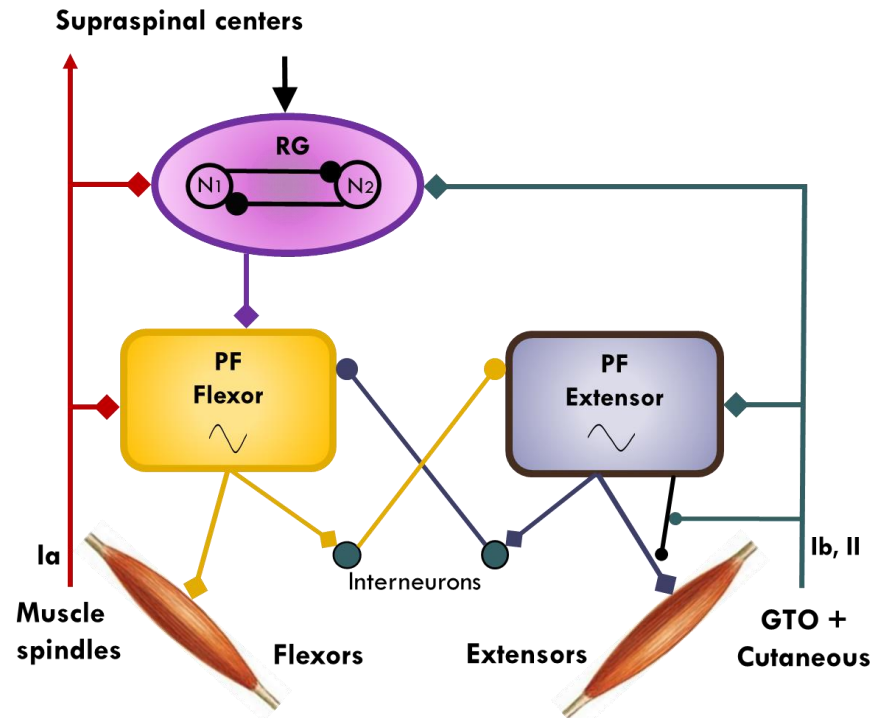 Supraspinal centers
RG
N1
N2
PF
Flexor
PF
Extensor
Ia
Interneurons
Ib, II
Muscle
spindles
Flexors
Extensors
GTO +
Cutaneous